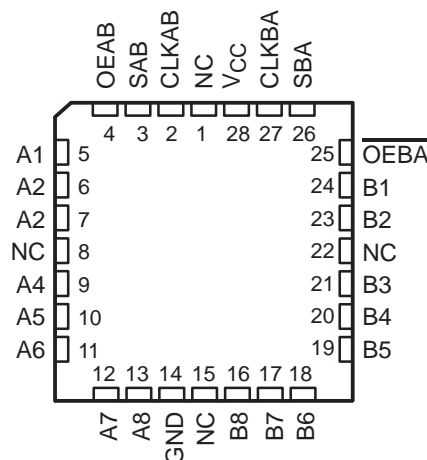 OEAB
SAB
CLKAB
NC
VCC
CLKBA
SBA
4 3 2 1 28 27 26
A1 5 25 OEBA
A2 6 24 B1
A2 7 23 B2
NC 8 22 NC
A4 9 21 B3
A5 10 20 B4
A6 11 19 B5
12 13 14 15 16 17 18
A7
A8
GND
NC
B8
B7
B6